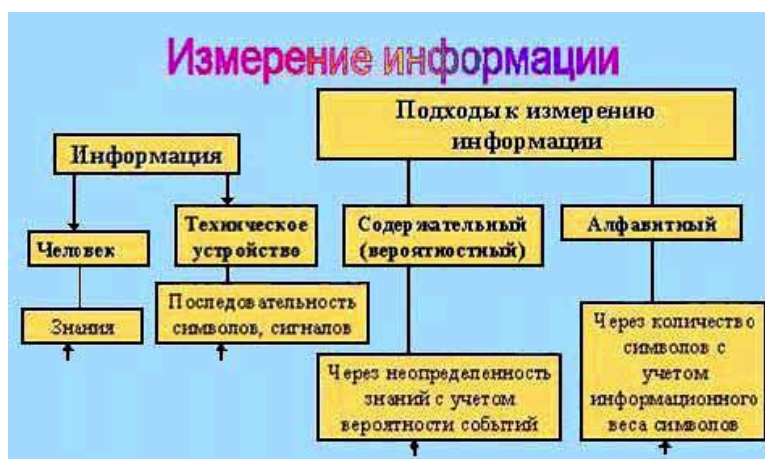 Измерение информации
Подходы к измерению
информации
Информация
Человек
Техническое
устройство
Содержательный
(вероятностный)
Алфавитный
Знания
Последовательность
символов, сигналов
Через неопределенность
знаний с учетом
вероятности событий
Через количество
символов с
учетом
информационного
веса символов